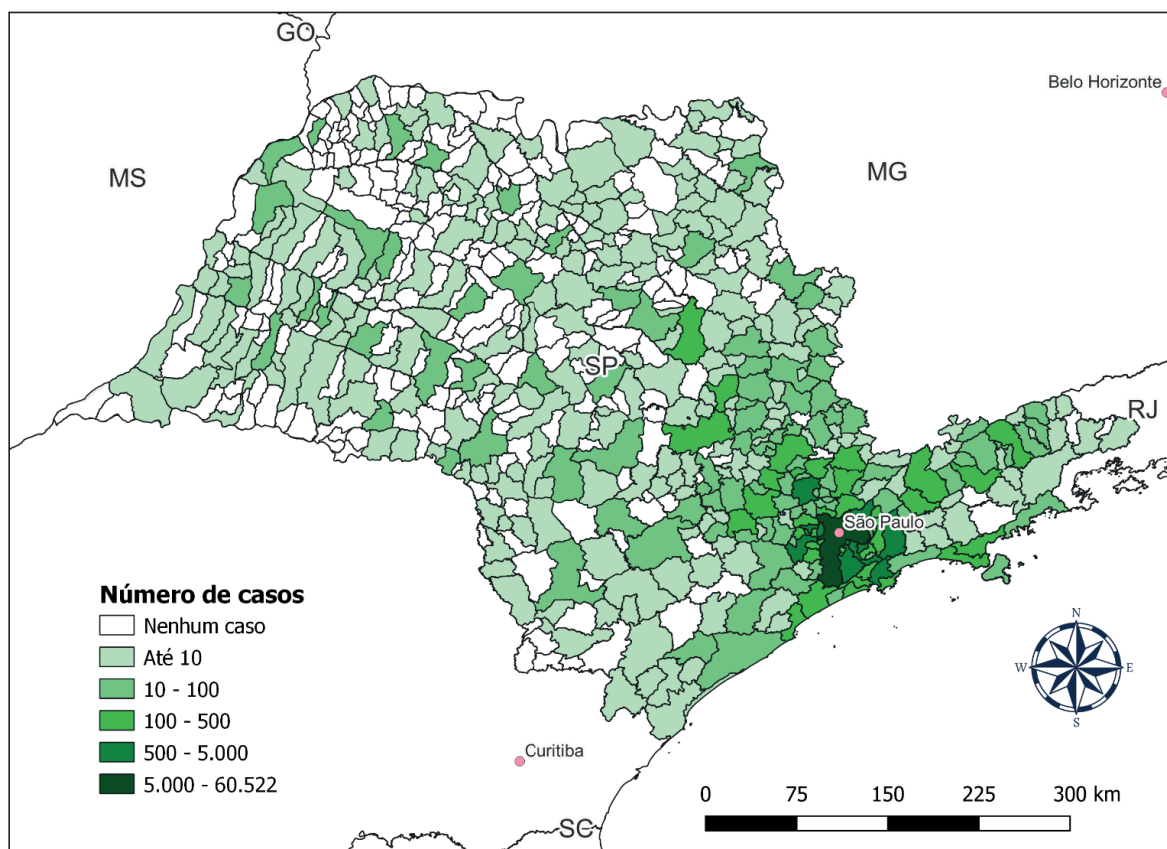 GO
Belo Horizonte
MS
MG
SP
RJ
São Paulo
Número de casos
Nenhum caso
Até 10
10 - 100
100 - 500
500 - 5.000
5.000 - 60.522
N
W
E
S
Curitiba
SC
0 75 150 225 300 km